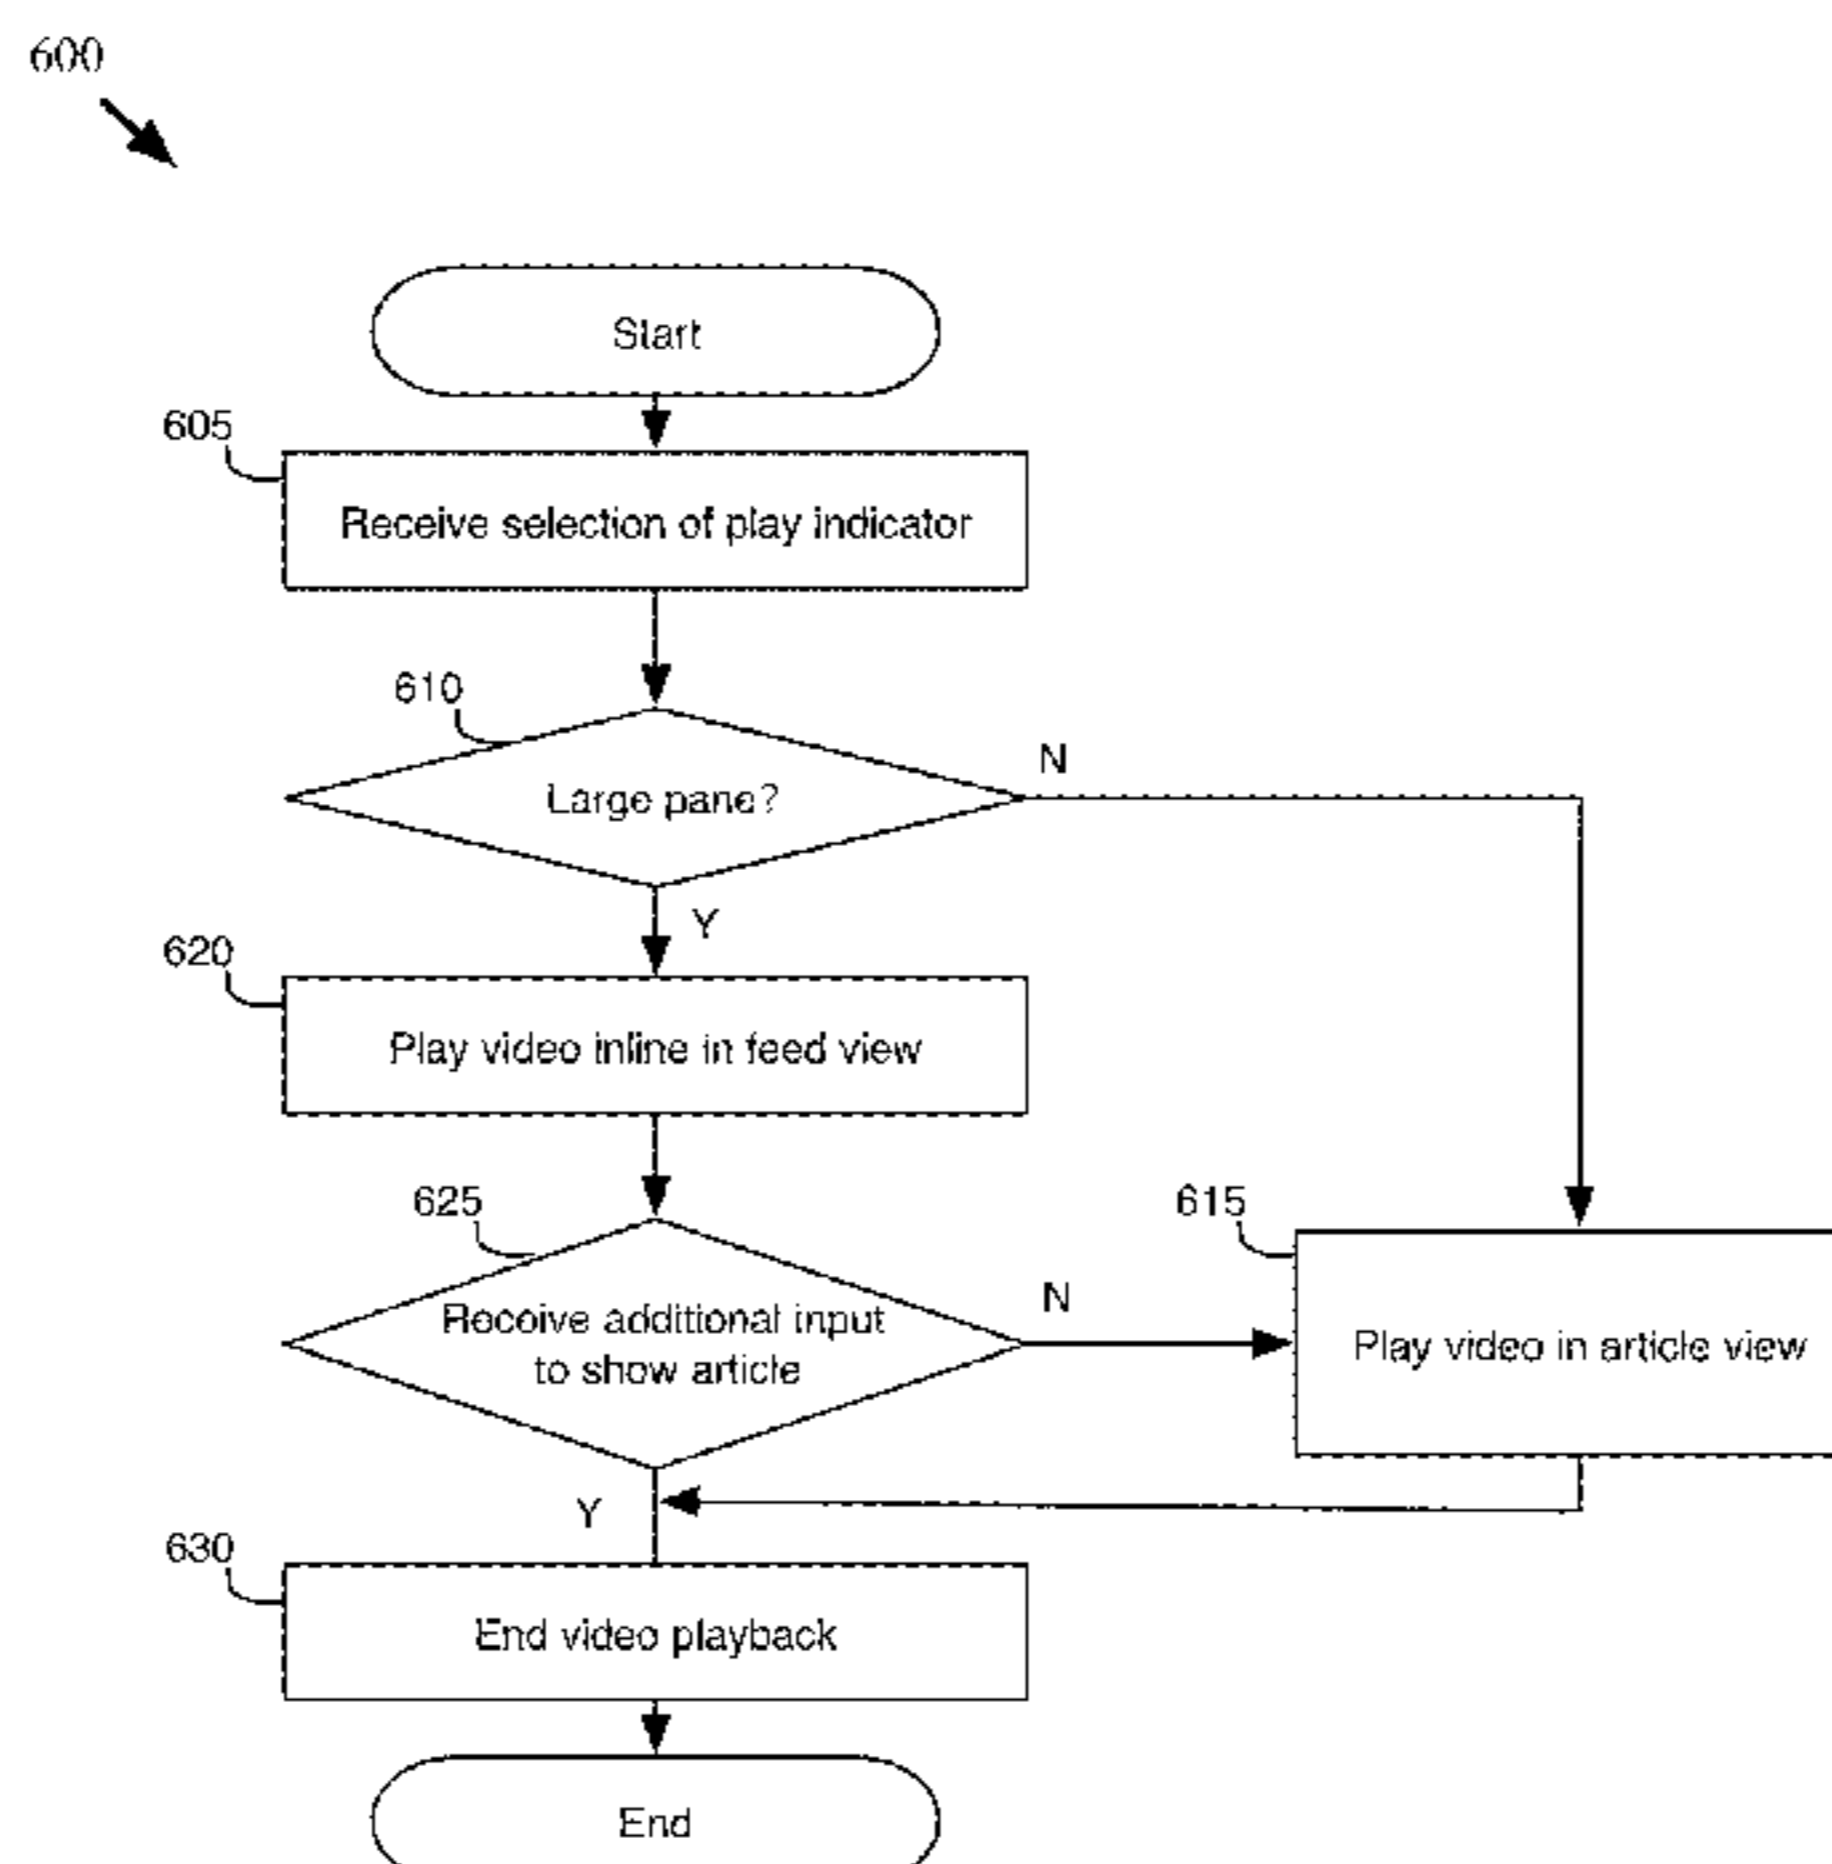 600
Start
605
Receive selection of play indicator
610
Large pane?
N
Y
620
Play video inline in feed view
625
Receive additional input
to show article
N
615
Play video in article view
Y
630
End video playback
End